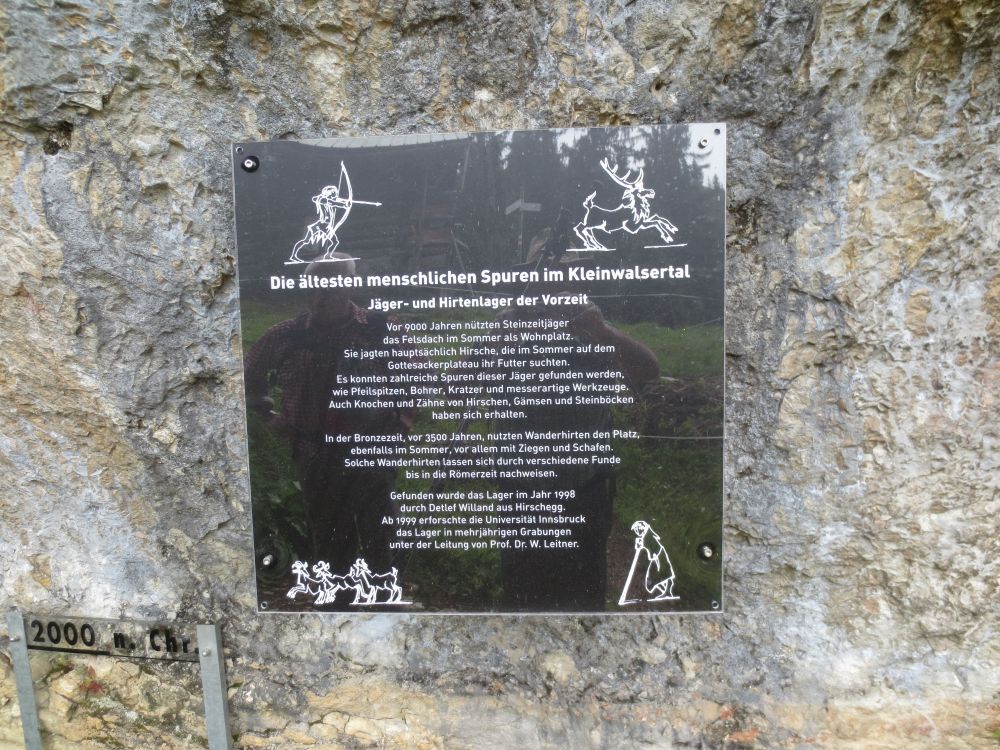 Die ältesten menschlichen Spuren im Kleinwalsertal
Jäger- und Hirtenlager der Vorzeit
Vor 9000 Jahren nützten Steinzeitjäger
das Felsdach im Sommer als Wohnplatz.
Sie jagten hauptsächlich Hirsche, die im Sommer auf dem
Gottesackerplateau ihr Futter suchten.
Es konnten zahlreiche Spuren dieser Jäger gefunden werden,
wie Pfeilspitzen, Bohrer, Kratzer und messerartige Werkzeuge.
Auch Knochen und Zähne von Hirschen, Gämsen und Steinböcken
haben sich erhalten.
In der Bronzezeit, vor 3500 Jahren, nutzten Wanderhirten den Platz,
ebenfalls im Sommer, vor allem mit Ziegen und Schafen.
Solche Wanderhirten lassen sich durch verschiedene Funde
bis in die Römerzeit nachweisen.
Gefunden wurde das Lager im Jahr 1998
durch Detlef Willand aus Hirschegg.
Ab 1999 erforschte die Universität Innsbruck
das Lager in mehrjährigen Grabungen
unter der Leitung von Prof. Dr. W. Leitner.
2000 n. Chr.